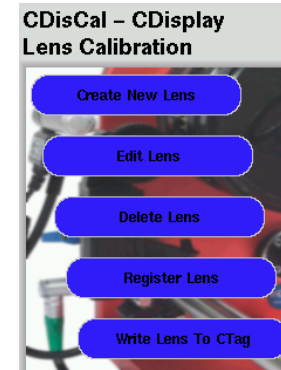 CDisCal – CDisplay
Lens Calibration
Create New Lens
Edit Lens
Delete Lens
Register Lens
Write Lens To CTag